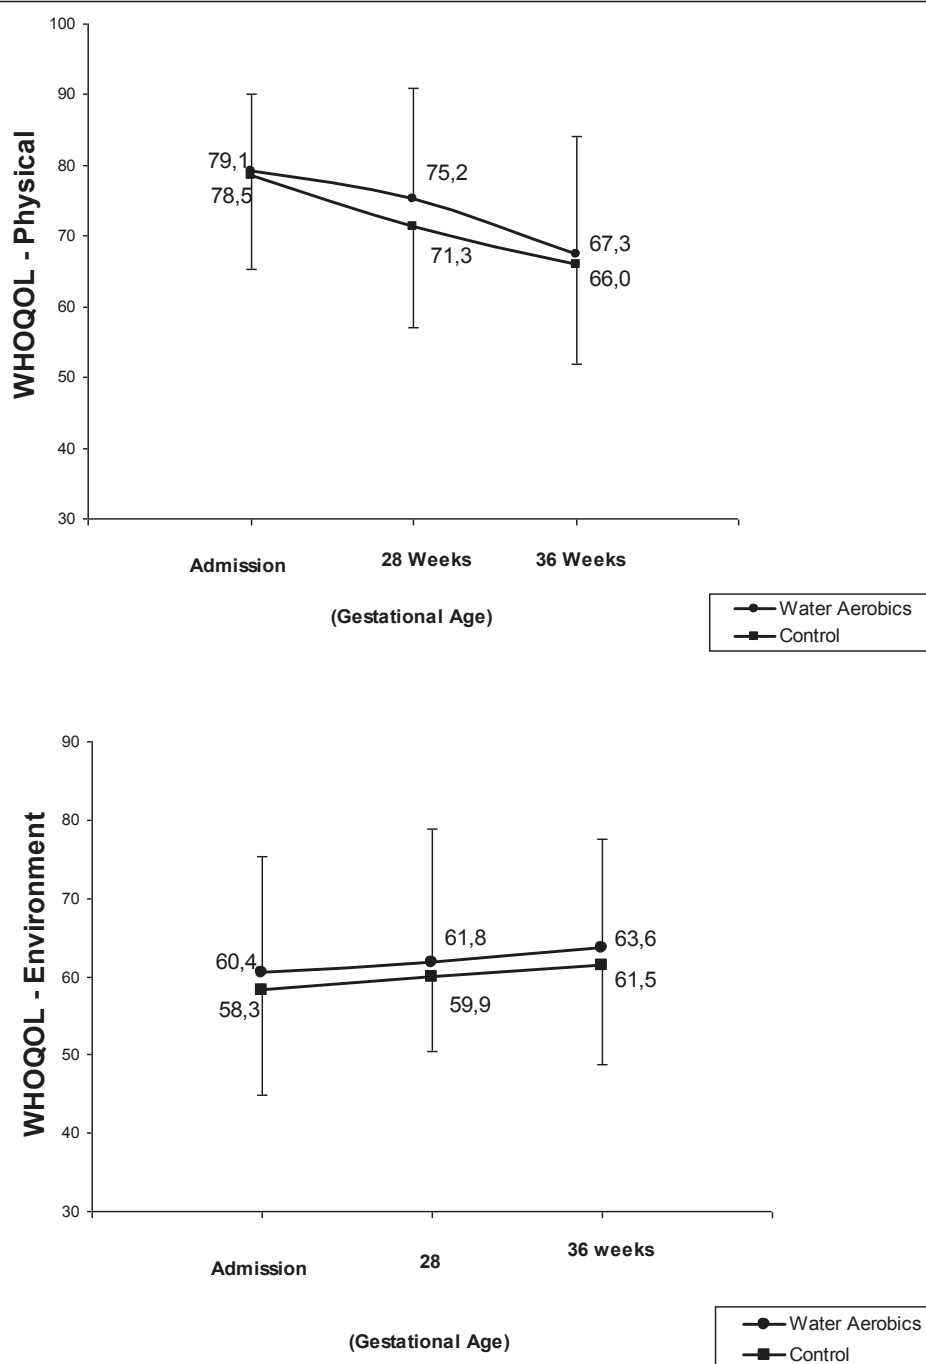 WHOQOL - Physical
100
90
80
70
60
50
40
30
79,1
78,5
75,2
71,3
67,3
66,0
Admission
28 Weeks
36 Weeks
(Gestational Age)
Water Aerobics
Control
WHOQOL - Environment
90
80
70
60
50
40
30
60,4
58,3
61,8
59,9
63,6
61,5
Admission
28
36 weeks
(Gestational Age)
Water Aerobics
Control